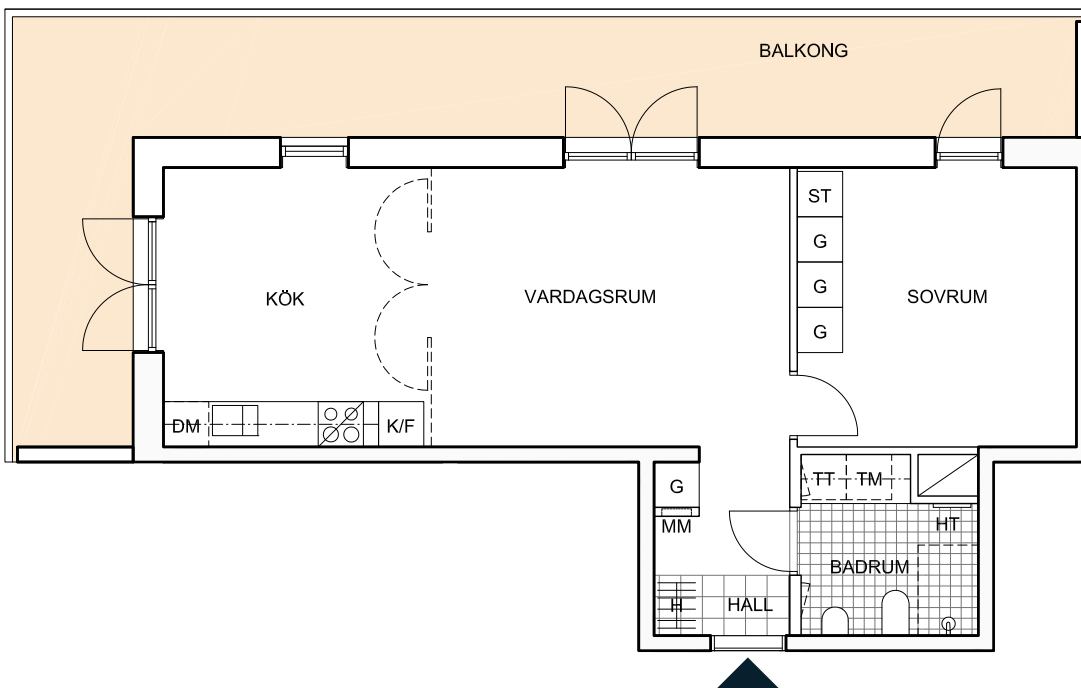 BALKONG
ST
G
G
G
KÖK
VARDAGSRUM
SOVRUM
DM
K/F
G
TT
TM
MM
HT
BADRUM
H
HALL